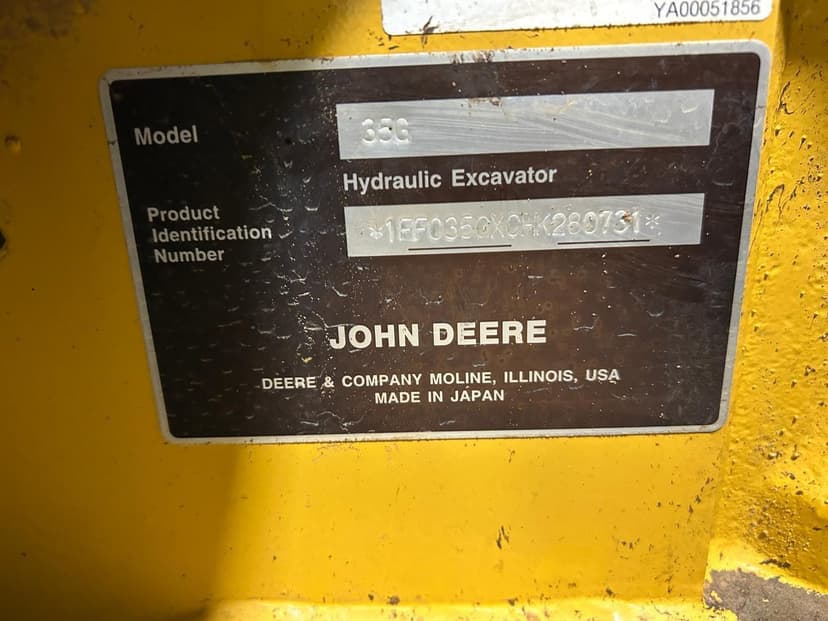 YA00051856
Model 35G
Hydraulic Excavator
Product
Identification
Number
*1FF035GXCHK280731*
JOHN DEERE
DEERE & COMPANY MOLINE, ILLINOIS, USA
MADE IN JAPAN